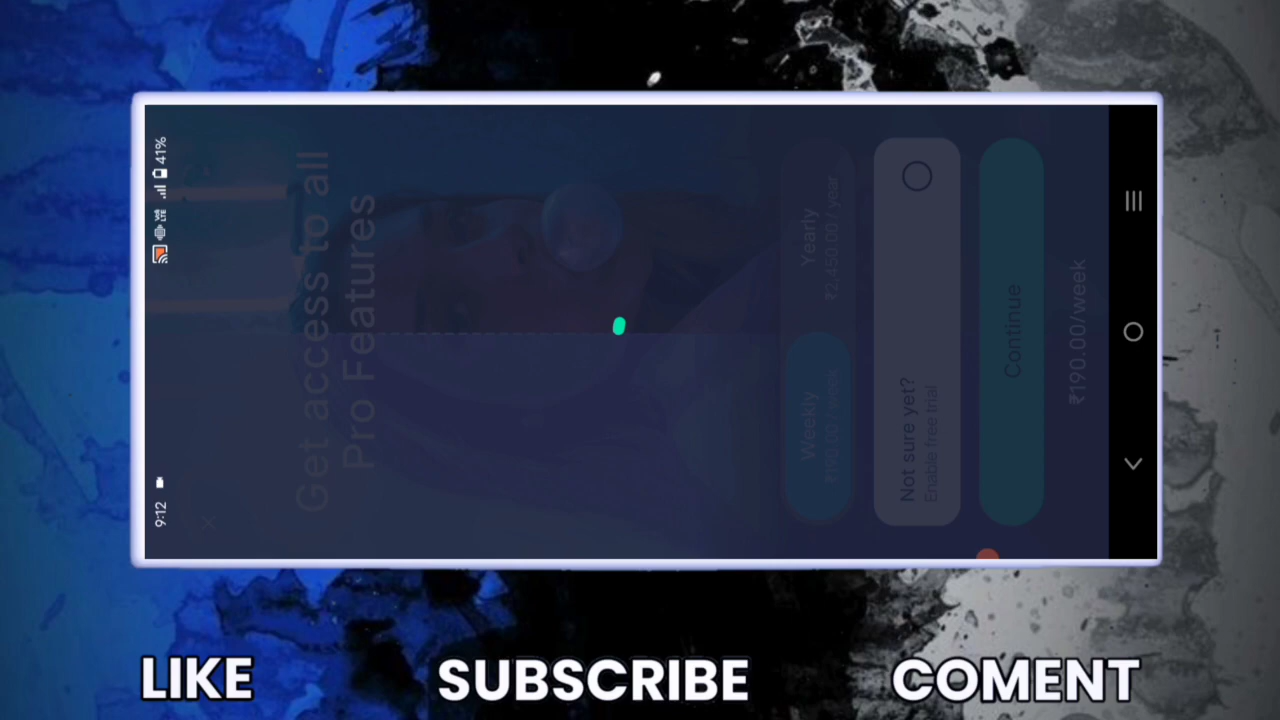 9:12
41%
Get access to all
Pro Features
Weekly
₹190.00/week
Yearly
₹2,450.00 / year
Not sure yet?
Enable free trial
Continue
₹190.00/week
LIKE
SUBSCRIBE
COMENT